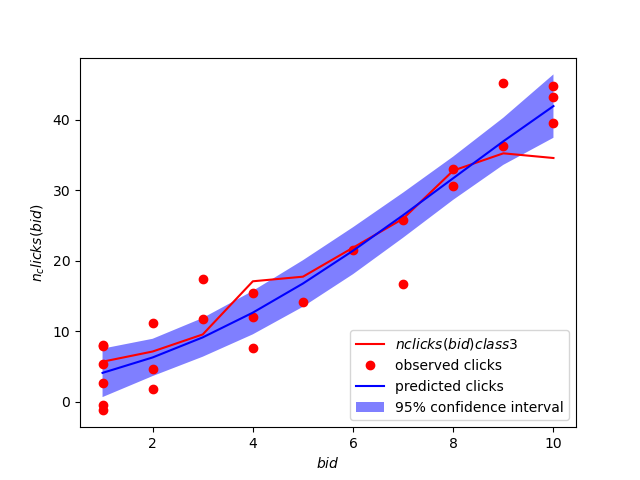 40
30
20
10
0
n_clicks(bid)
nclicks(bid)class3
observed clicks
predicted clicks
95% confidence interval
2 4 6 8 10
bid